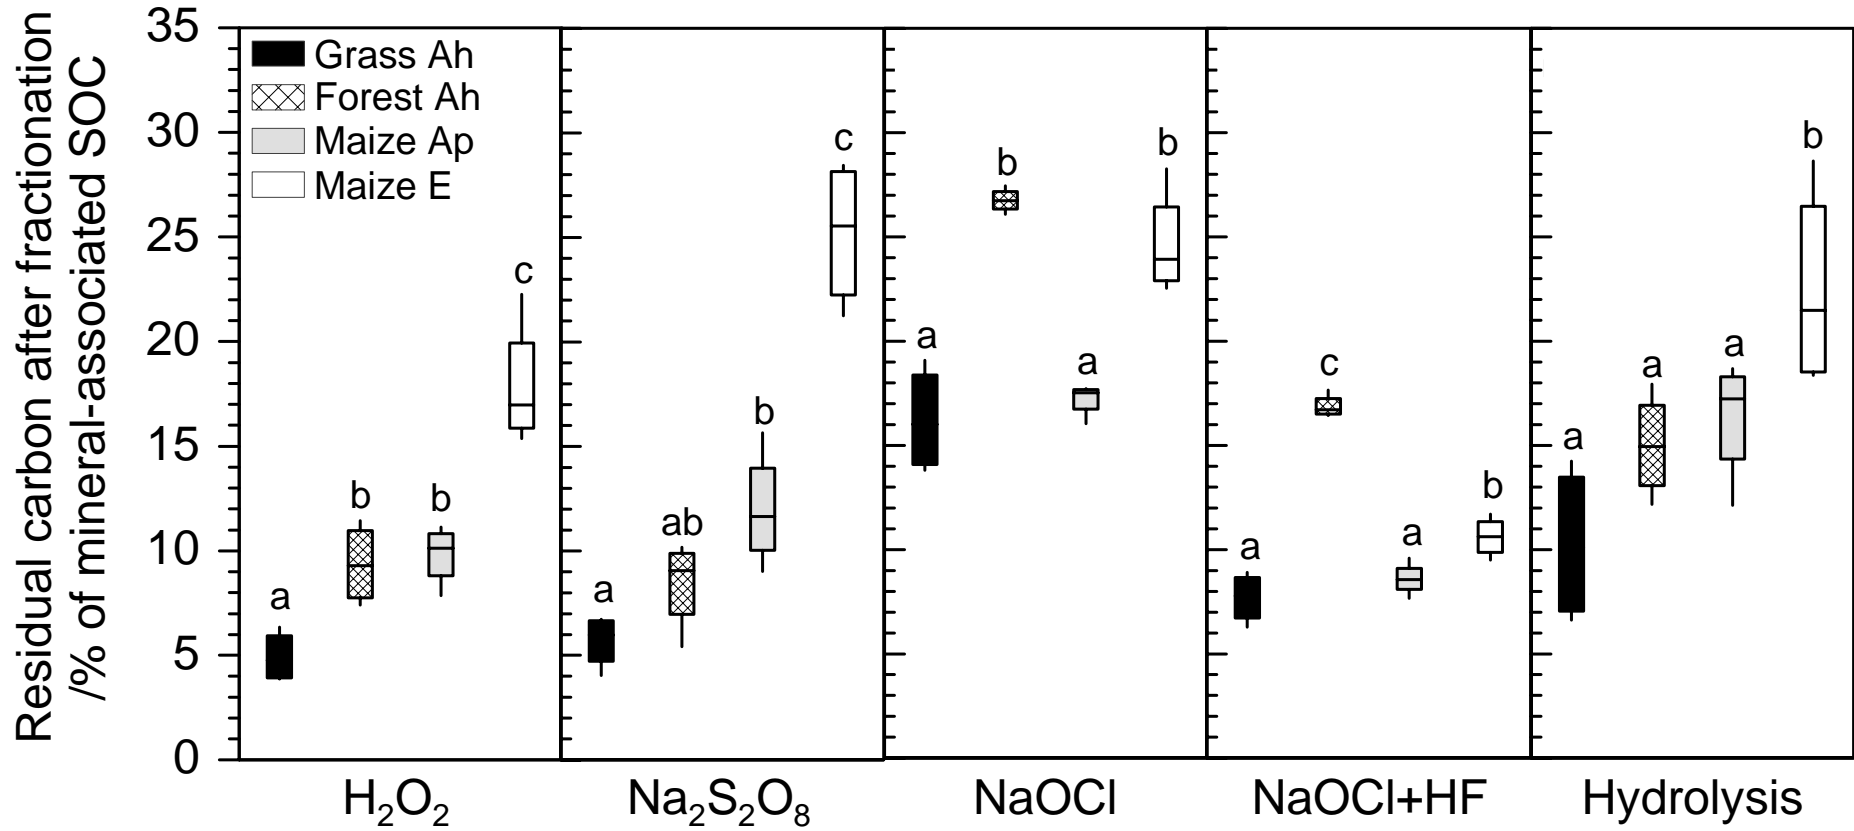 Residual carbon after fractionation
/% of mineral-associated SOC
35
30
25
20
15
10
5
0
Grass Ah
Forest Ah
Maize Ap
Maize E
a
b
b
c
a
ab
b
c
a
b
a
b
a
c
a
b
a
a
a
b
H₂O₂
Na₂S₂O₈
NaOCl
NaOCl+HF
Hydrolysis